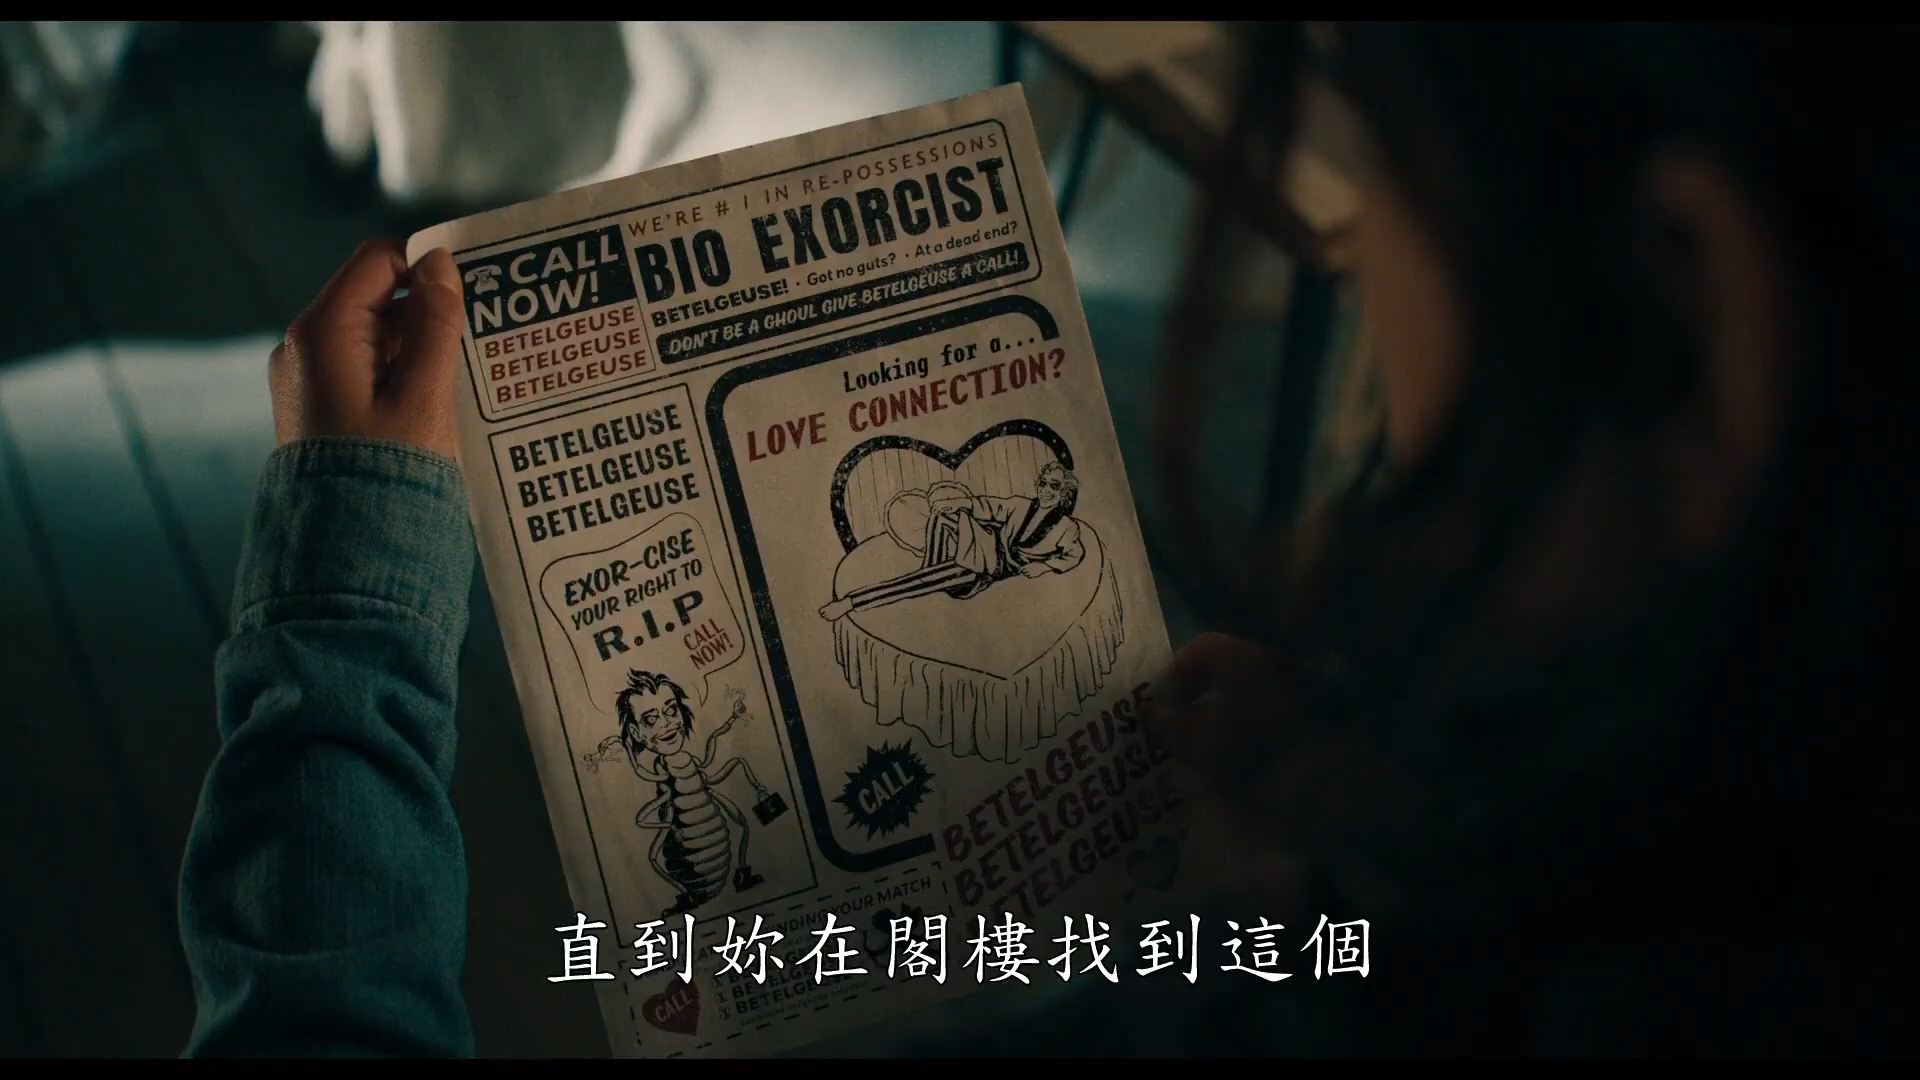 WE'RE # 1 IN RE-POSSESSIONS
CALL
NOW!
BETELGEUSE
BETELGEUSE
BETELGEUSE
BIO EXORCIST
BETELGEUSE! · Got no guts? · At a dead end?
DON'T BE A GHOUL GIVE BETELGEUSE A CALL!
BETELGEUSE
BETELGEUSE
BETELGEUSE
EXOR-CISE
YOUR RIGHT TO
R.I.P
CALL
NOW!
Looking for a...
LOVE CONNECTION?
CALL
BETELGEUSE
BETELGEUSE
BETELGEUSE
YOUR MATCH
CALL
直到妳在閣樓找到這個